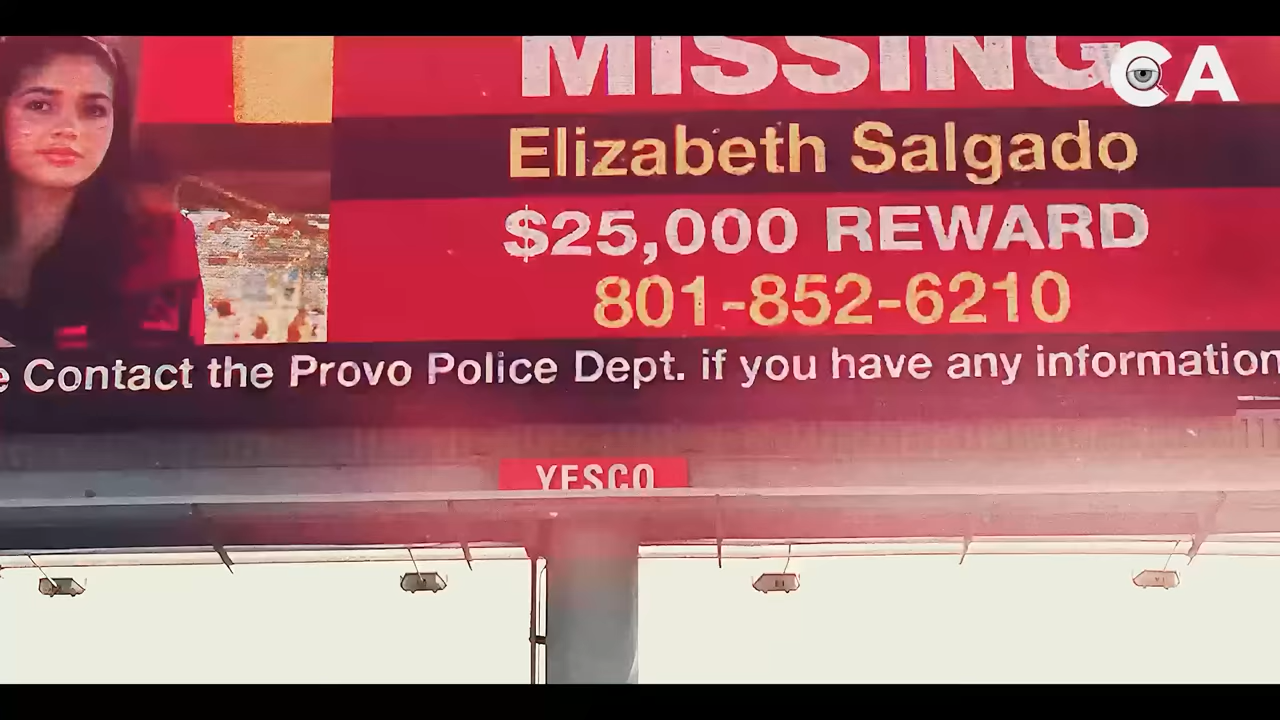 MISSING
CA
Elizabeth Salgado
$25,000 REWARD
801-852-6210
e Contact the Provo Police Dept. if you have any information
YESCO